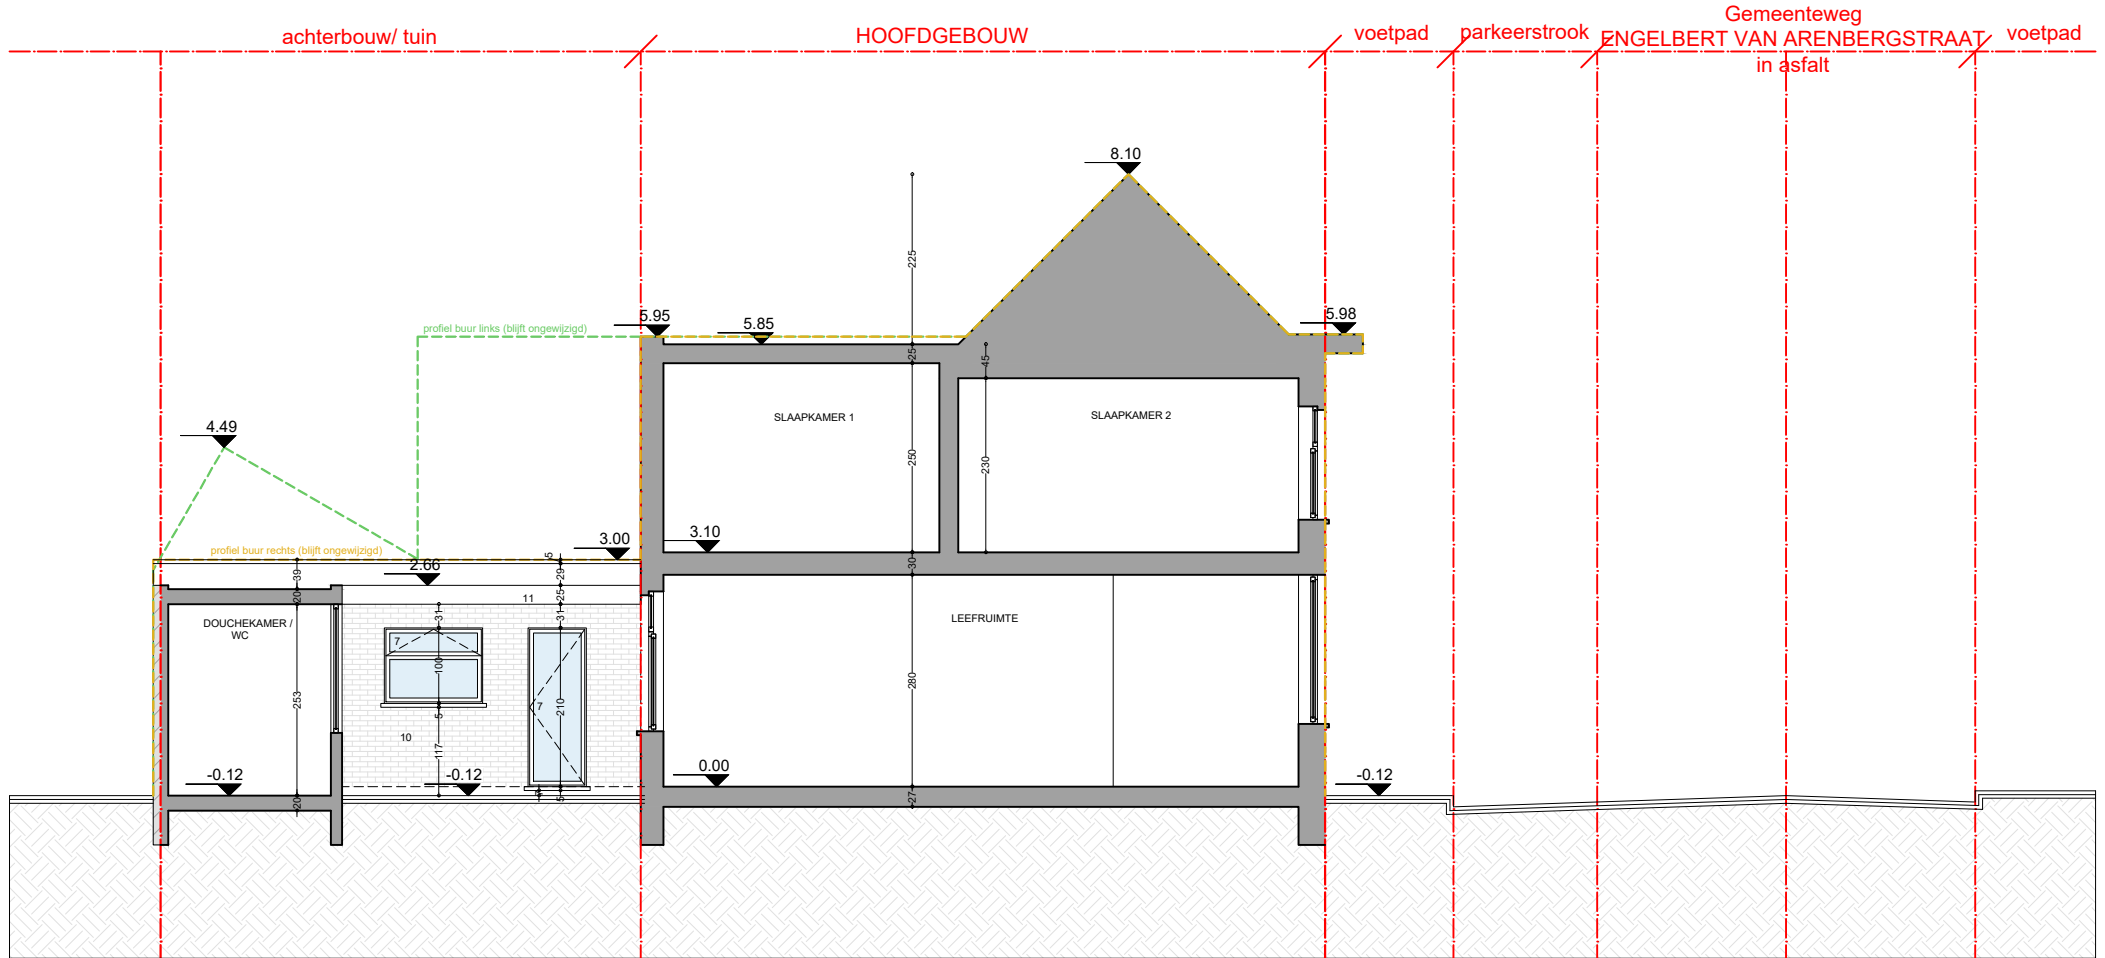 achterbouw/ tuin
HOOFDGEBOUW
voetpad
parkeerstrook
Gemeenteweg
ENGELBERT VAN ARENBERGSTRAAT
in asfalt
voetpad
8.10
225
5.95
5.85
5.98
profiel buur links (blijft ongewijzigd)
25
45
SLAAPKAMER 1
SLAAPKAMER 2
4.49
250
230
3.10
3.00
profiel buur rechts (blijft ongewijzigd)
5
30
2.66
39
29
20
25
11
31
31
DOUCHEKAMER /
WC
LEEFRUIMTE
7
100
253
280
5
7
210
10
117
-0.12
-0.12
0.00
-0.12
20
5
27